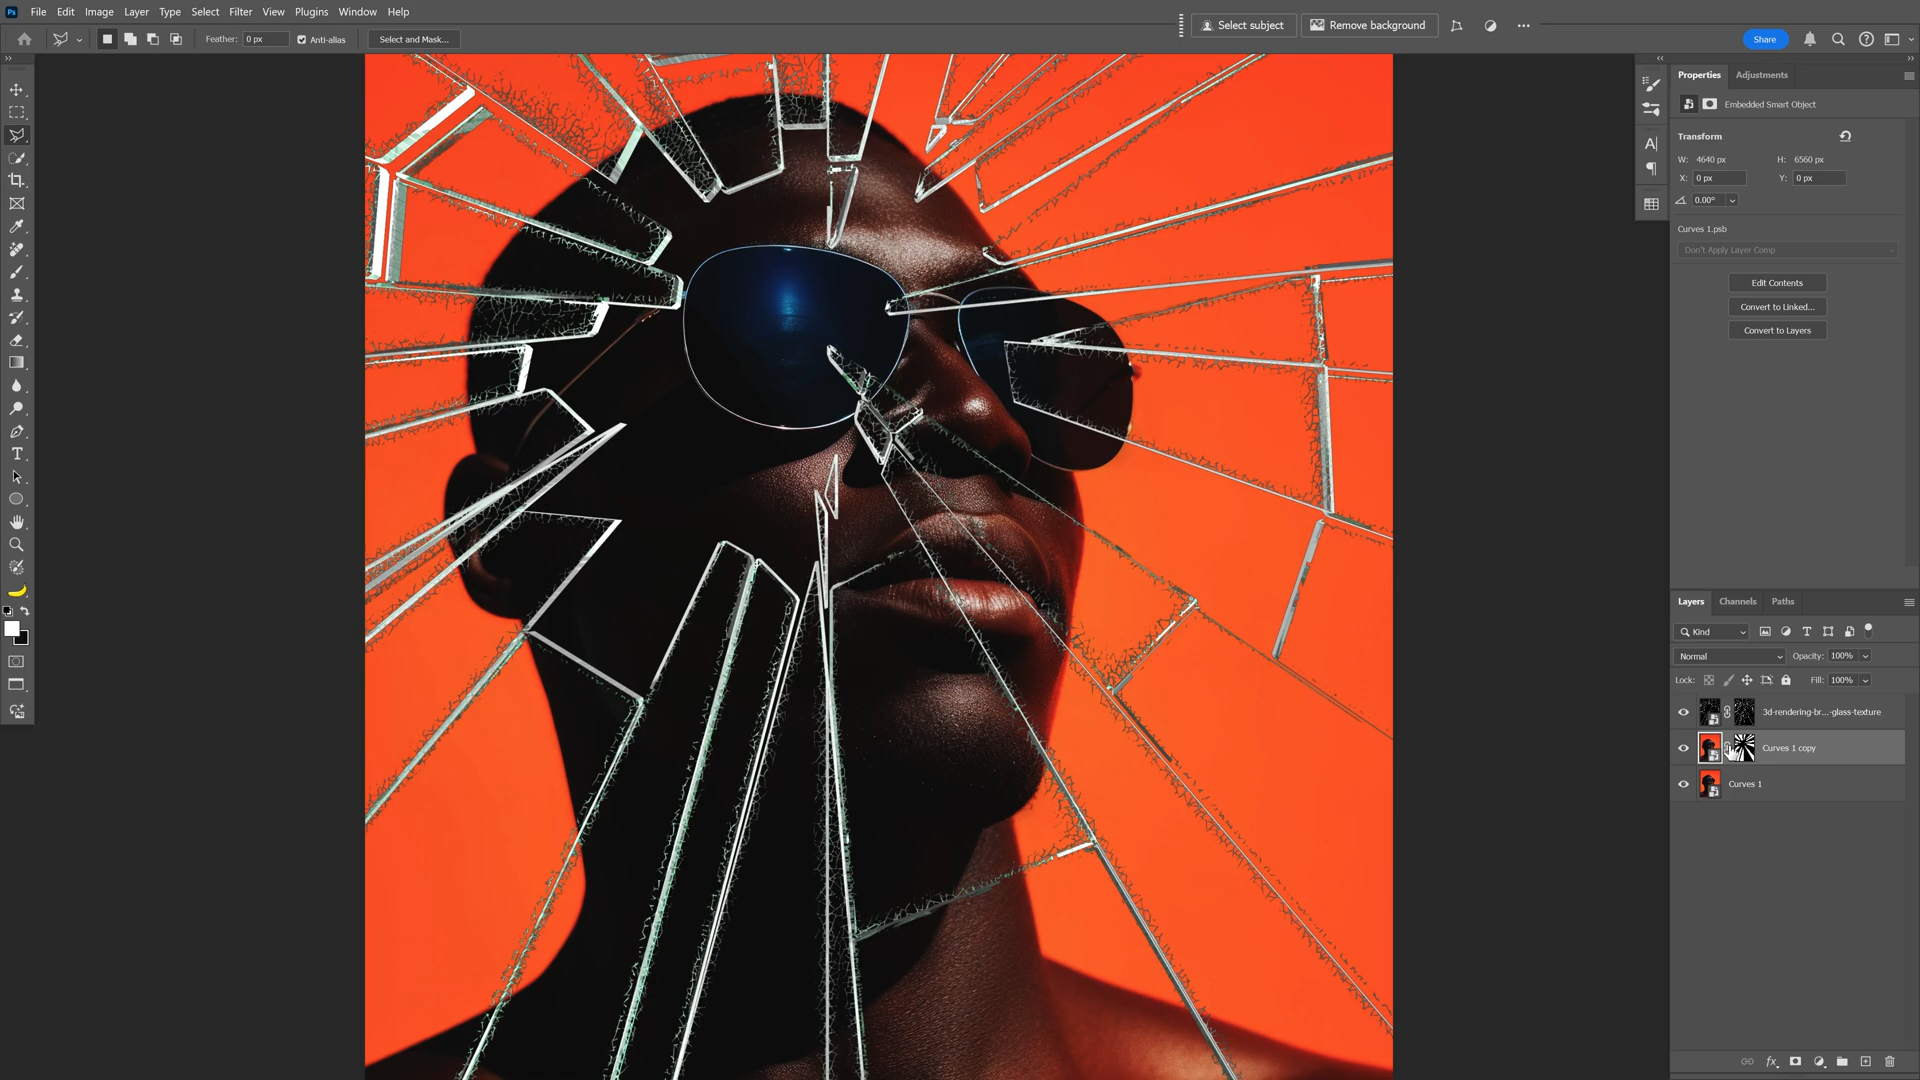 Ps File Edit Image Layer Type Select Filter View Plugins Window Help
Select subject Remove background
Feather: 0 px Anti-alias Select and Mask... Share
Properties Adjustments
Embedded Smart Object
Transform
W: 4640 px H: 6560 px
X: 0 px Y: 0 px
0.00°
Curves 1.psb
Don't Apply Layer Comp
Edit Contents
Convert to Linked...
Convert to Layers
Layers Channels Paths
Kind
Normal Opacity: 100%
Lock: Fill: 100%
3d-rendering-br...-glass-texture
Curves 1 copy
Curves 1